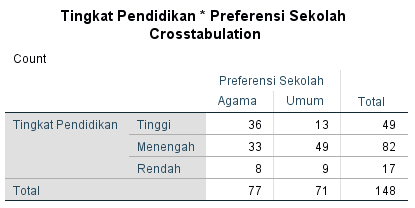 Tingkat Pendidikan * Preferensi Sekolah
Crosstabulation
Count
Preferensi Sekolah
Agama Umum Total
Tingkat Pendidikan Tinggi 36 13 49
Menengah 33 49 82
Rendah 8 9 17
Total 77 71 148